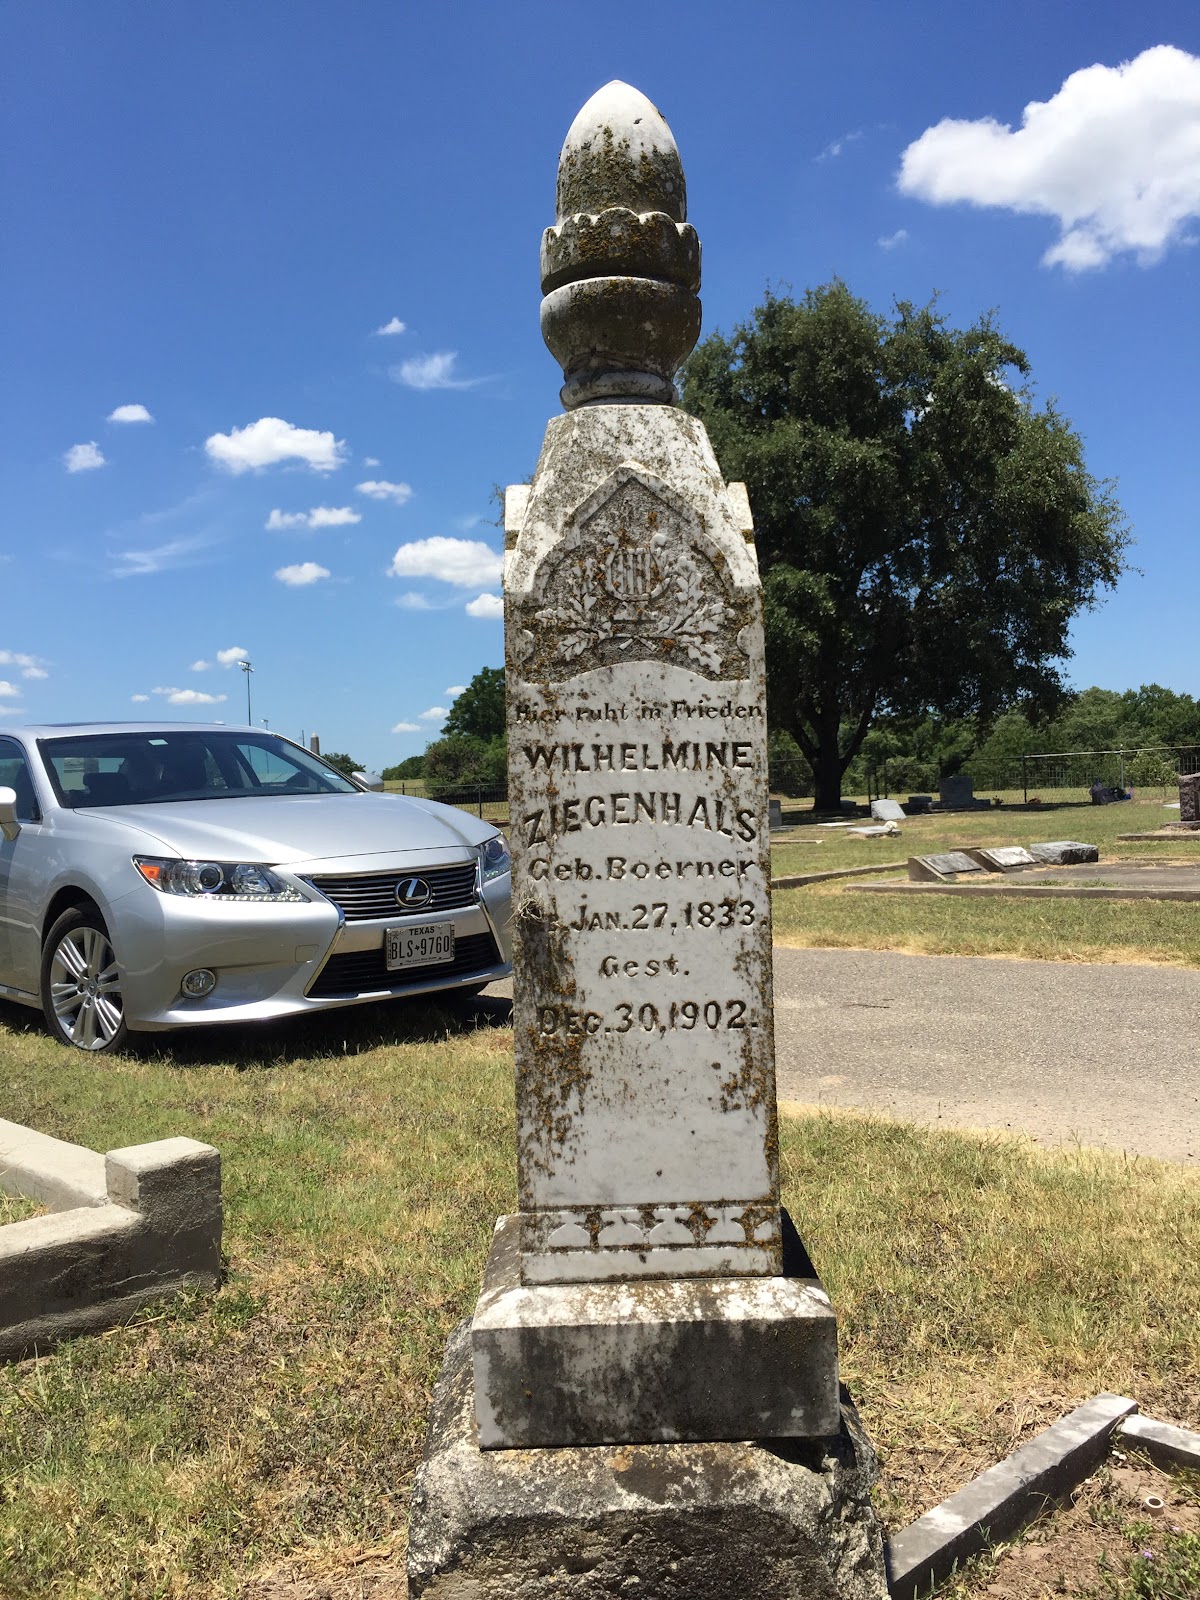 Hier ruht in Frieden
WILHELMINE
ZIEGENHALS
Geb. Boerner
JAN. 27, 1833.
Gest.
DEC. 30, 1902.
TEXAS
BLS 9760